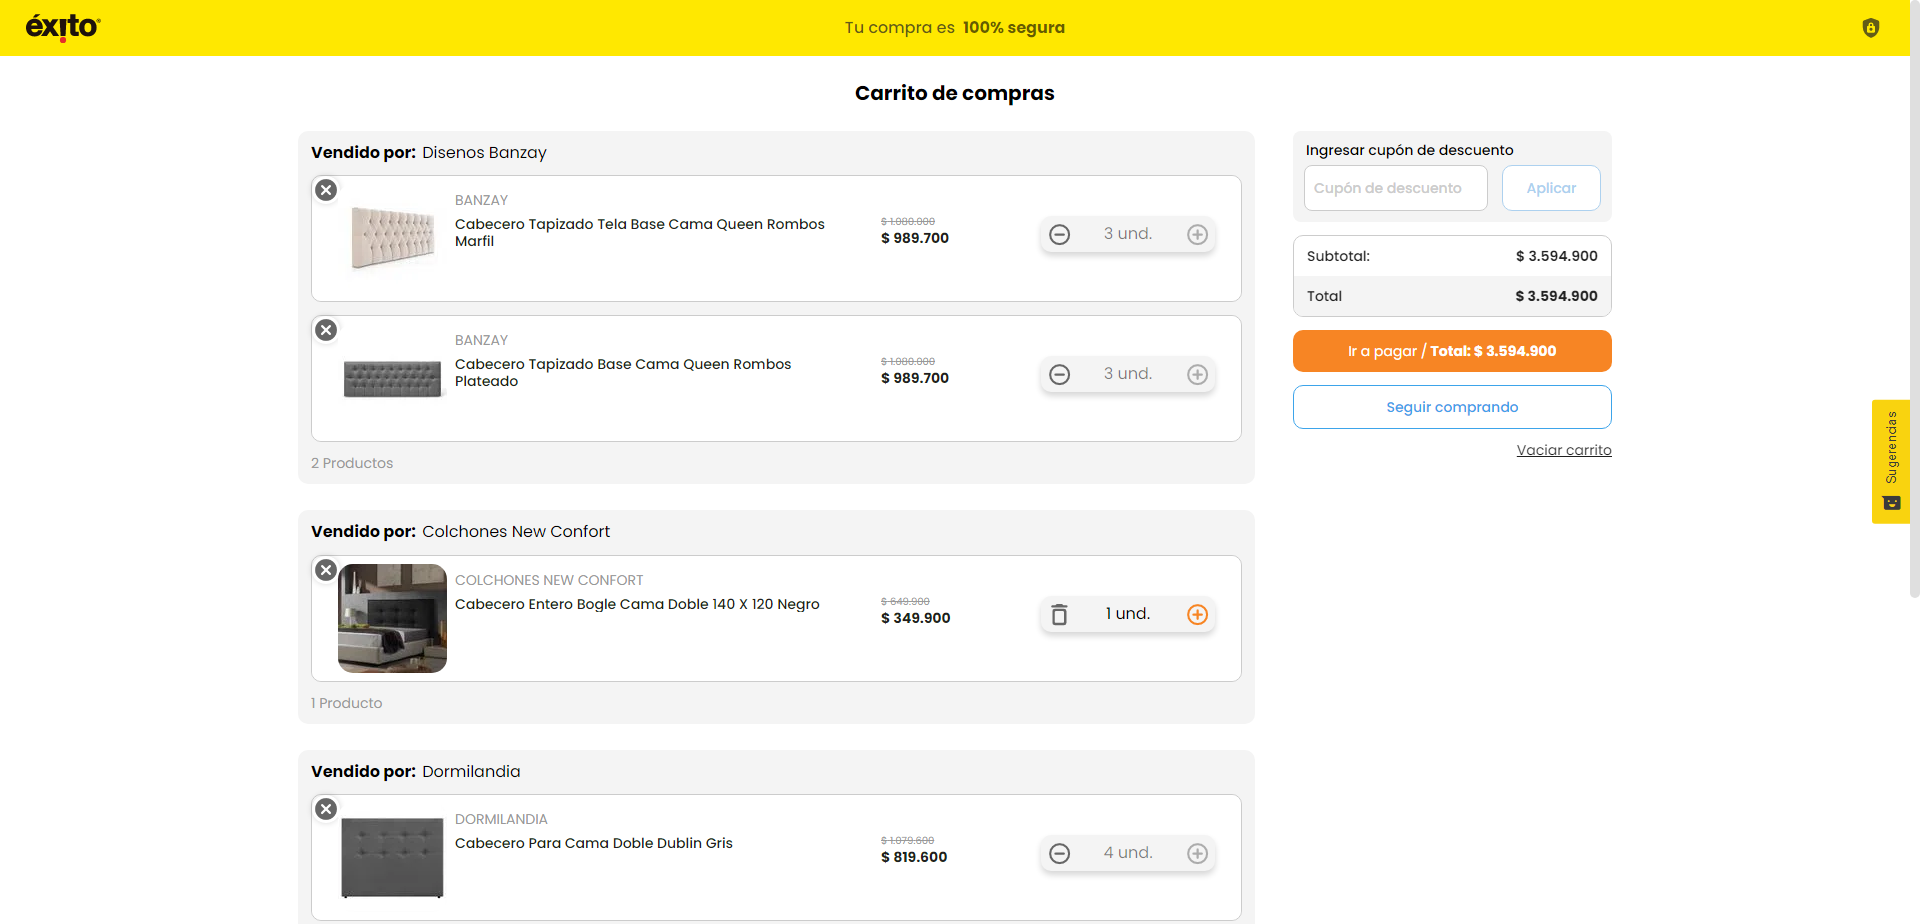 éxito
Tu compra es 100% segura
Carrito de compras
Vendido por: Disenos Banzay
BANZAY
Cabecero Tapizado Tela Base Cama Queen Rombos
Marfil
$ 1.080.000
$ 989.700
3 und.
BANZAY
Cabecero Tapizado Base Cama Queen Rombos
Plateado
$ 1.080.000
$ 989.700
3 und.
2 Productos
Vendido por: Colchones New Confort
COLCHONES NEW CONFORT
Cabecero Entero Bogle Cama Doble 140 X 120 Negro
$ 649.900
$ 349.900
1 und.
1 Producto
Vendido por: Dormilandia
DORMILANDIA
Cabecero Para Cama Doble Dublin Gris
$ 1.079.600
$ 819.600
4 und.
Ingresar cupón de descuento
Cupón de descuento
Aplicar
Subtotal: $ 3.594.900
Total $ 3.594.900
Ir a pagar / Total: $ 3.594.900
Seguir comprando
Vaciar carrito
Sugerencias